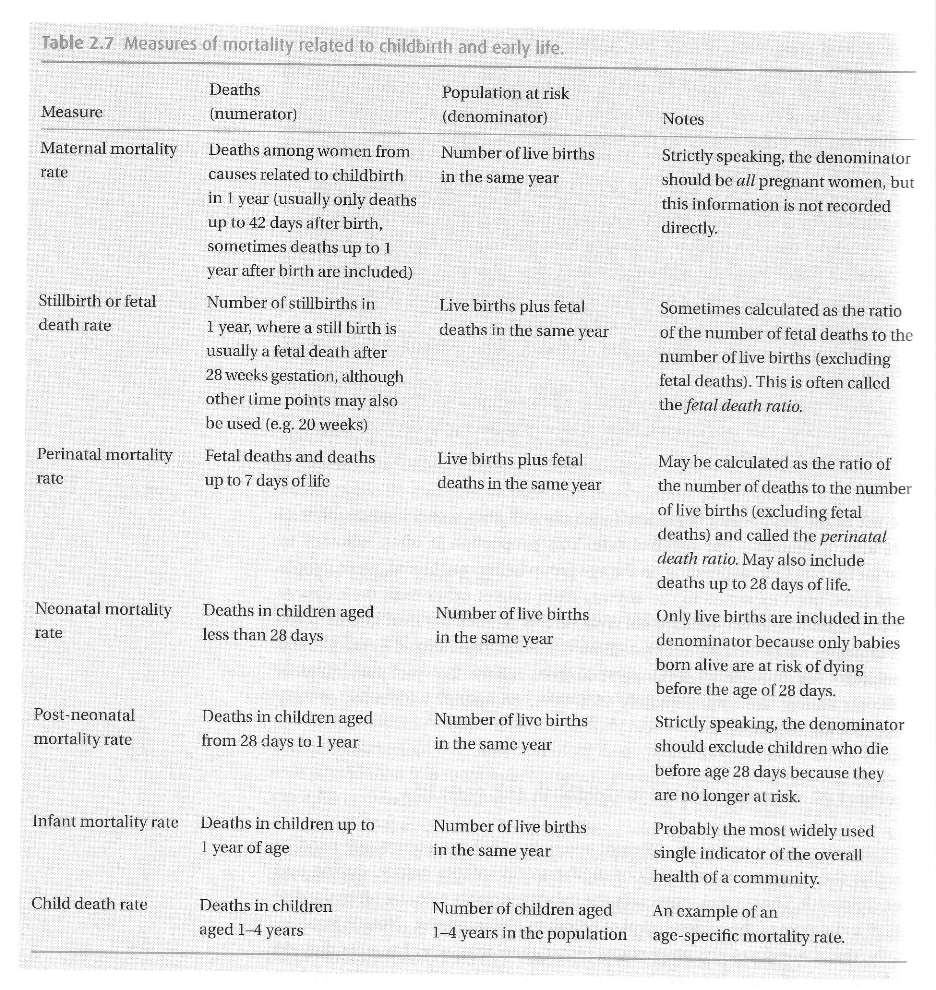 Table 2.7 Measures of mortality related to childbirth and early life.
Measure
Deaths
(numerator)
Population at risk
(denominator)
Notes
Maternal mortality
rate
Deaths among women from
causes related to childbirth
in 1 year (usually only deaths
up to 42 days after birth,
sometimes deaths up to 1
year after birth are included)
Number of live births
in the same year
Strictly speaking, the denominator
should be all pregnant women, but
this information is not recorded
directly.
Stillbirth or fetal
death rate
Number of stillbirths in
1 year, where a still birth is
usually a fetal death after
28 weeks gestation, although
other time points may also
be used (e.g. 20 weeks)
Live births plus fetal
deaths in the same year
Sometimes calculated as the ratio
of the number of fetal deaths to the
number of live births (excluding
fetal deaths). This is often called
the fetal death ratio.
Perinatal mortality
rate
Fetal deaths and deaths
up to 7 days of life
Live births plus fetal
deaths in the same year
May be calculated as the ratio of
the number of deaths to the number
of live births (excluding fetal
deaths) and called the perinatal
death ratio. May also include
deaths up to 28 days of life.
Neonatal mortality
rate
Deaths in children aged
less than 28 days
Number of live births
in the same year
Only live births are included in the
denominator because only babies
born alive are at risk of dying
before the age of 28 days.
Post-neonatal
mortality rate
Deaths in children aged
from 28 days to 1 year
Number of live births
in the same year
Strictly speaking, the denominator
should exclude children who die
before age 28 days because they
are no longer at risk.
Infant mortality rate
Deaths in children up to
1 year of age
Number of live births
in the same year
Probably the most widely used
single indicator of the overall
health of a community.
Child death rate
Deaths in children
aged 1–4 years
Number of children aged
1–4 years in the population
An example of an
age-specific mortality rate.